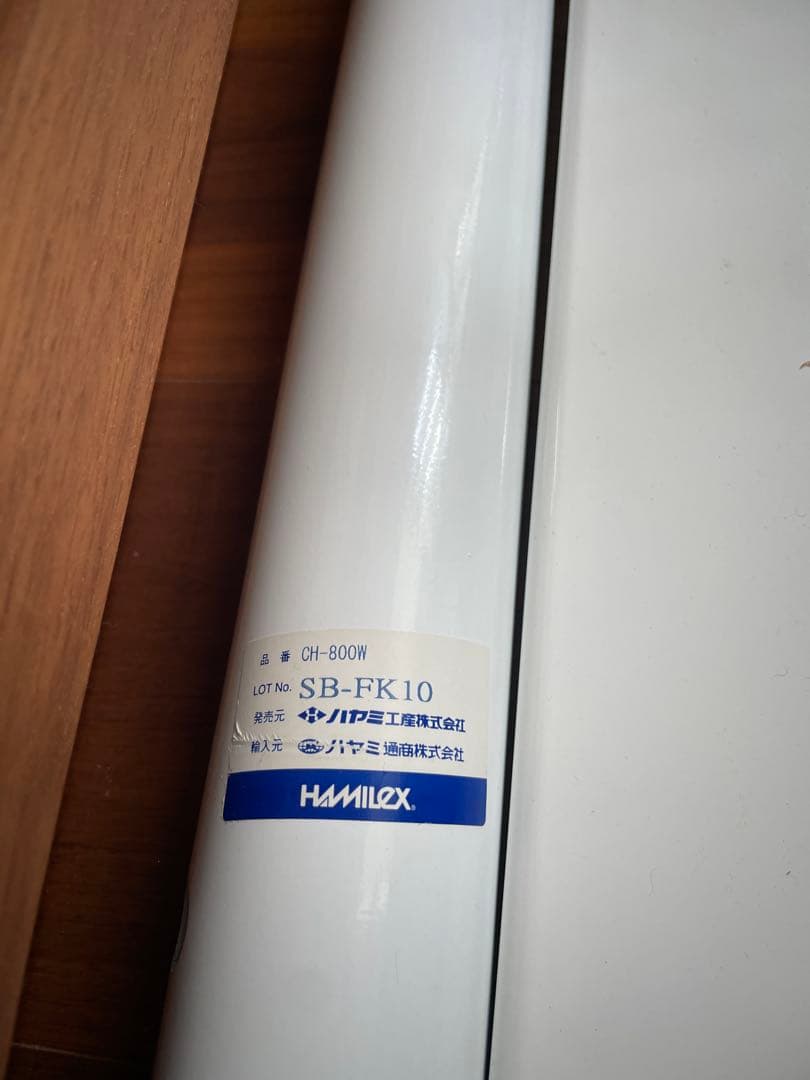 品 番 CH-800W
LOT No. SB-FK10
発売元 ハヤミ工産株式会社
輸入元 ハヤミ通商株式会社
HAMILeX